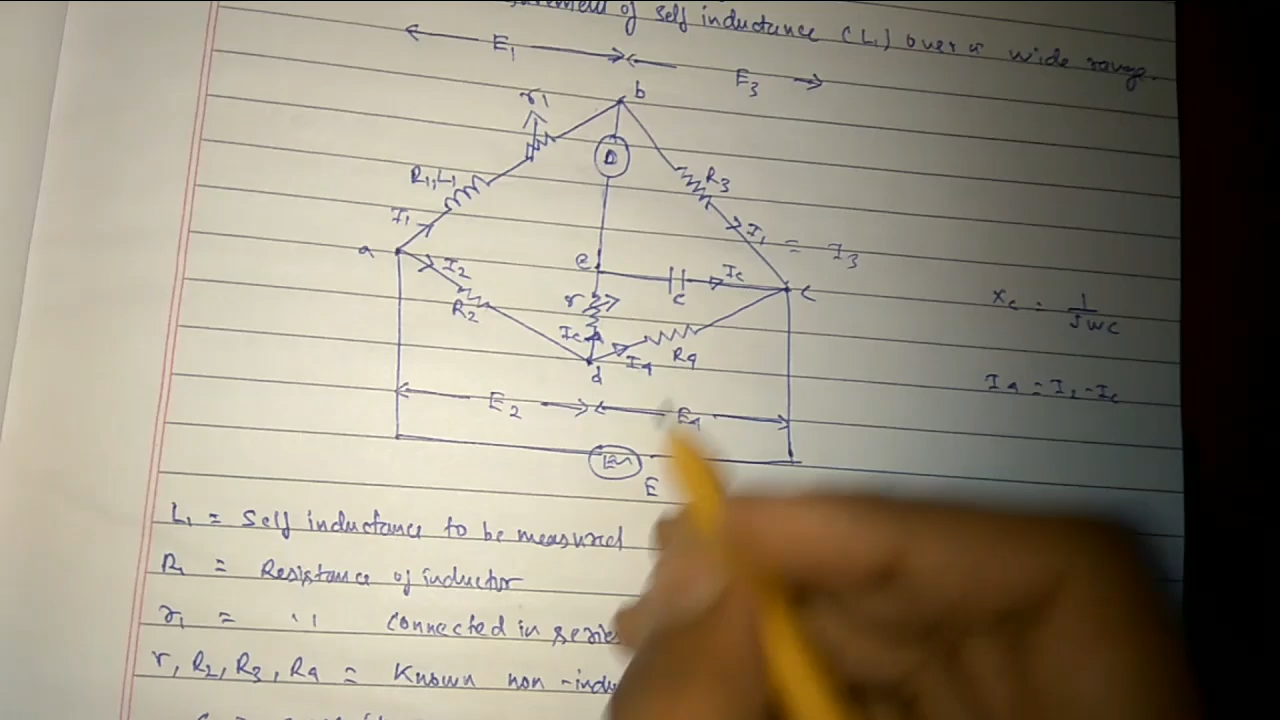 of self inductance (L1) over a wide range.
E1
E3
b
r1
D
R1, L1
R3
I1
I1 = I3
a
I2
e
Ic
r
c
C
R2
Xc = 1/jwc
Ic
I4
R4
d
I4 = I2 - Ic
E2
E4
E
L1 = Self inductance to be measured
R1 = Resistance of inductor
r1 = " connected in series
r, R2, R3, R4 = Known non-indu